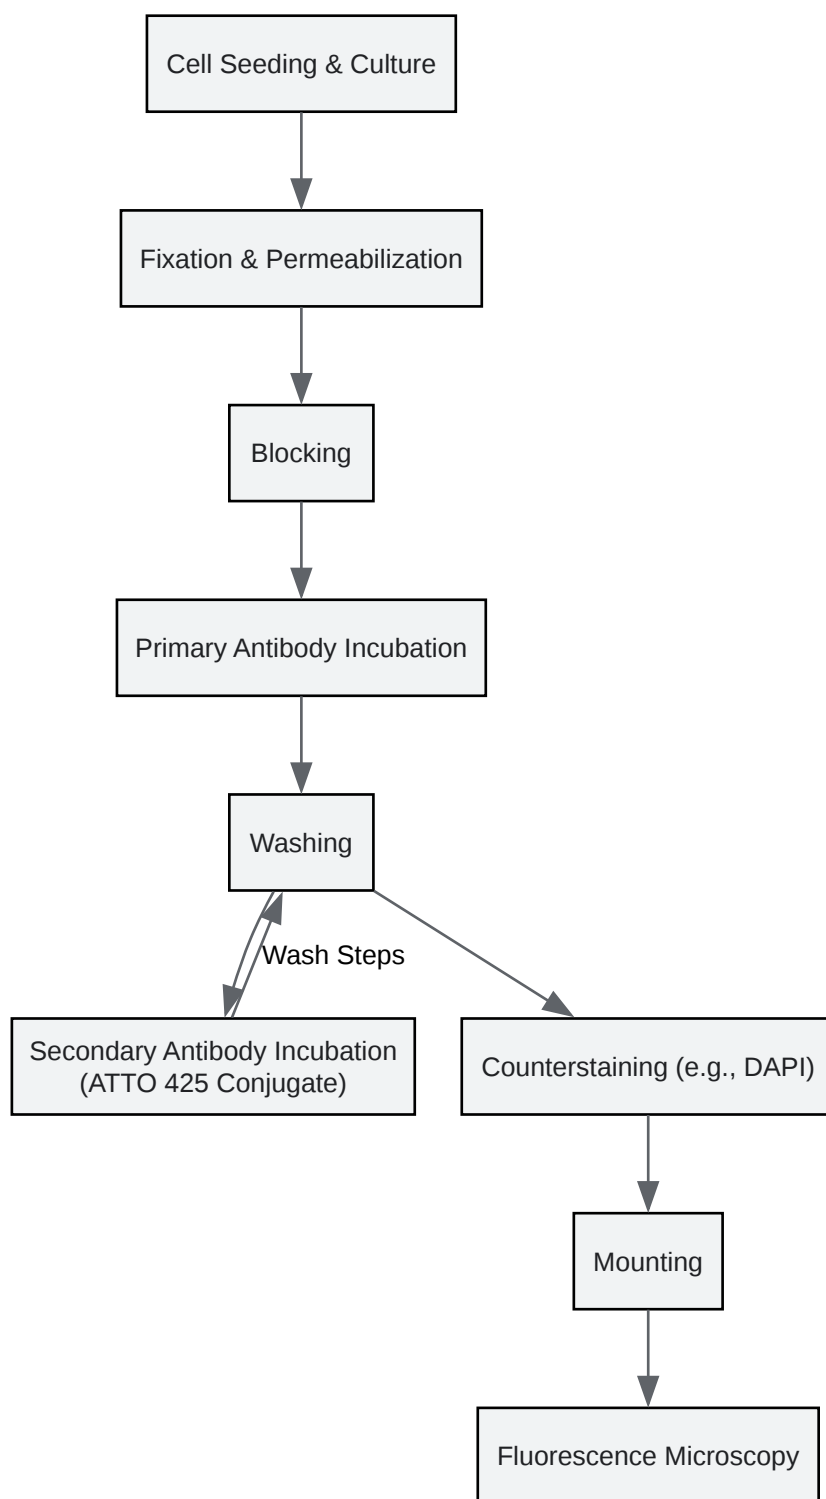 Cell Seeding & Culture
Fixation & Permeabilization
Blocking
Primary Antibody Incubation
Washing
Wash Steps
Secondary Antibody Incubation
(ATTO 425 Conjugate)
Counterstaining (e.g., DAPI)
Mounting
Fluorescence Microscopy